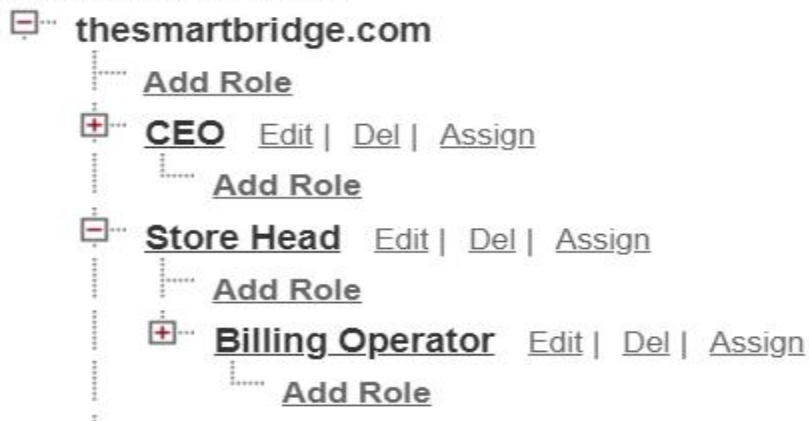 thesmartbridge.com
Add Role
CEO Edit | Del | Assign
Add Role
Store Head Edit | Del | Assign
Add Role
Billing Operator Edit | Del | Assign
Add Role